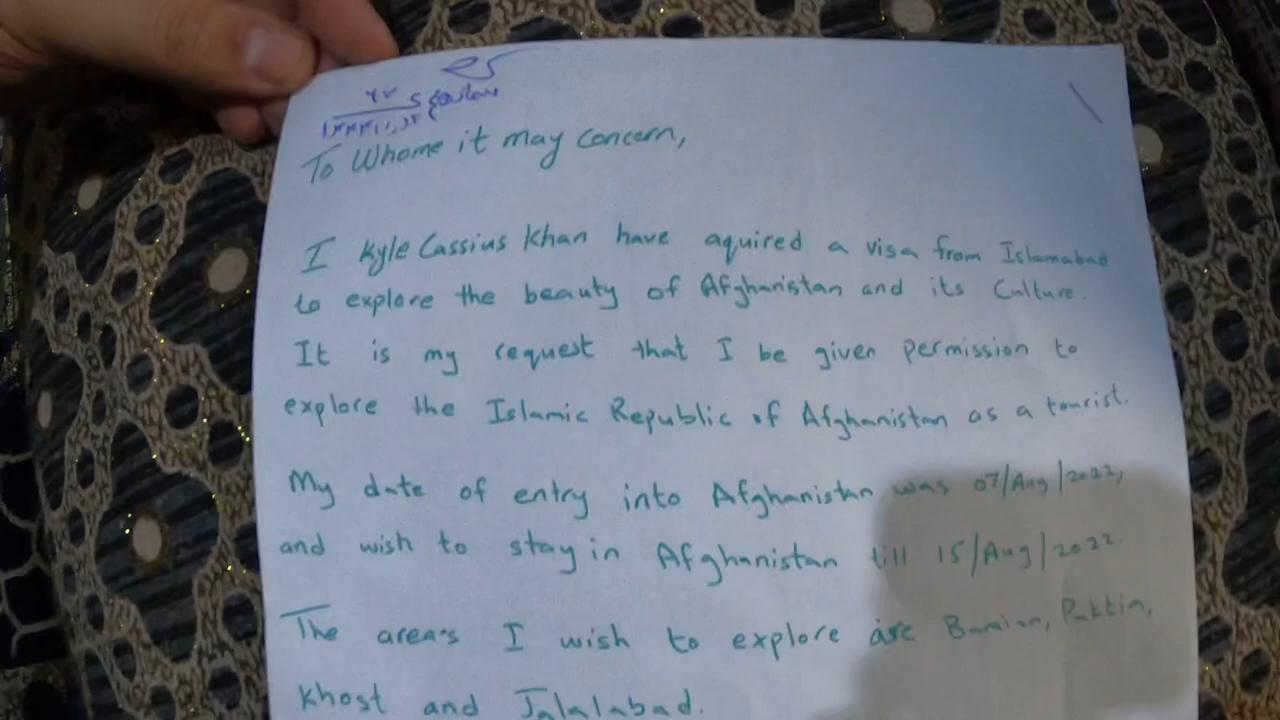 To Whome it may concern,
I Kyle Cassius Khan have aquired a visa from Islamabad
to explore the beauty of Afghanistan and its Culture.
It is my request that I be given permission to
explore the Islamic Republic of Afghanistan as a tourist.
My date of entry into Afghanistan was 07/Aug/2022,
and wish to stay in Afghanistan till 15/Aug/2022.
The area's I wish to explore are Bamian, Paktin,
Khost and Jalalabad.